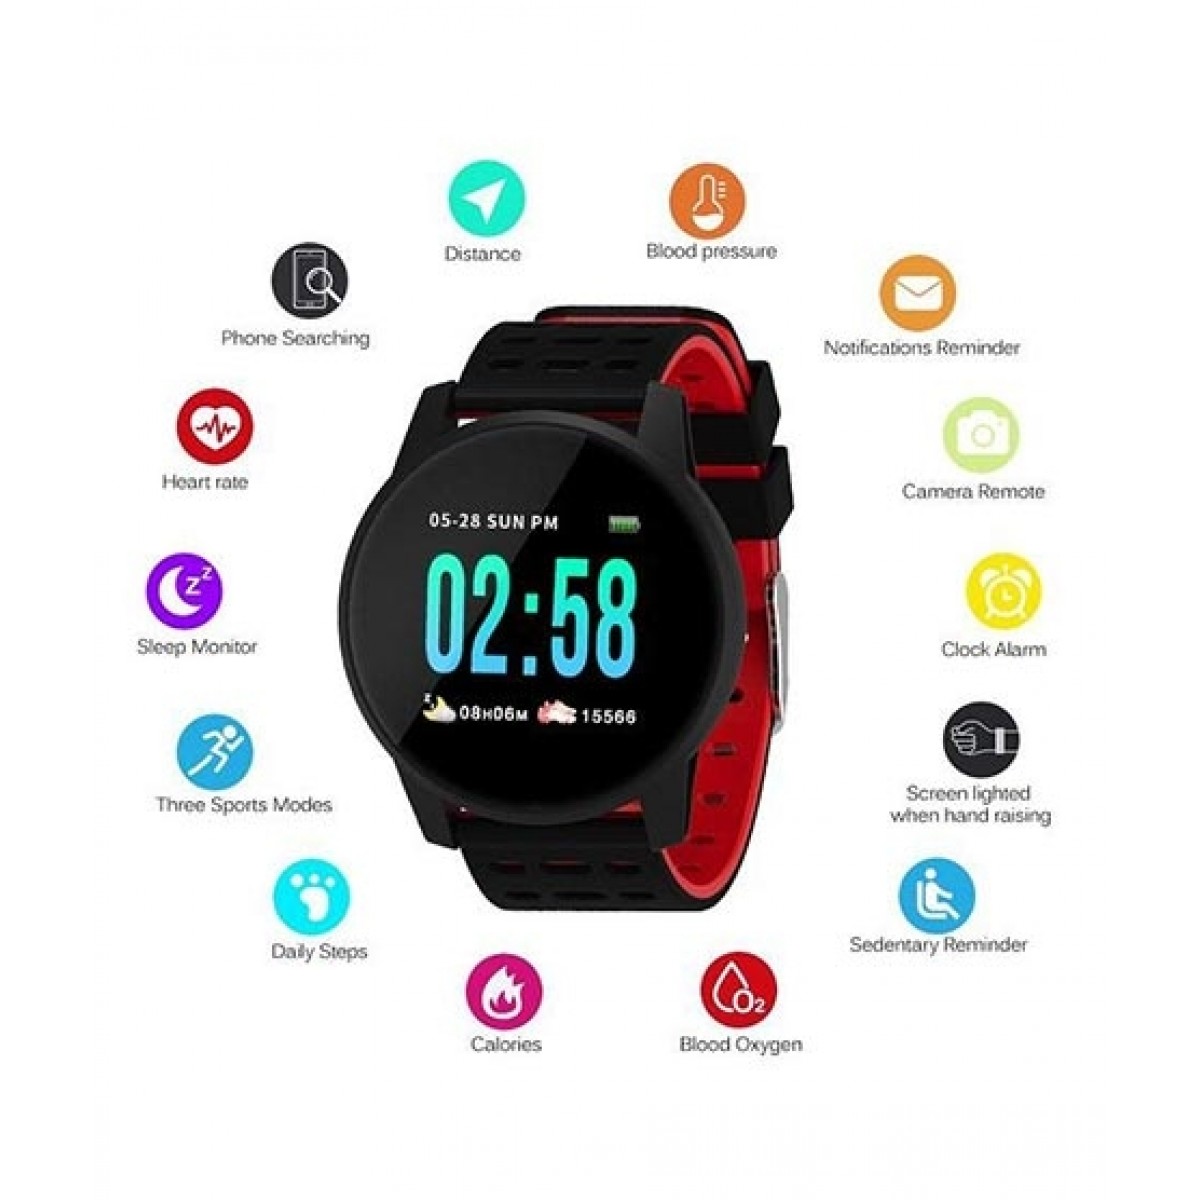 Distance
Blood pressure
Phone Searching
Notifications Reminder
Heart rate
Camera Remote
05-28 SUN PM
02:58
08H06M 15566
Sleep Monitor
Clock Alarm
Three Sports Modes
Screen lighted
when hand raising
Daily Steps
Sedentary Reminder
Calories
O2
Blood Oxygen
zz